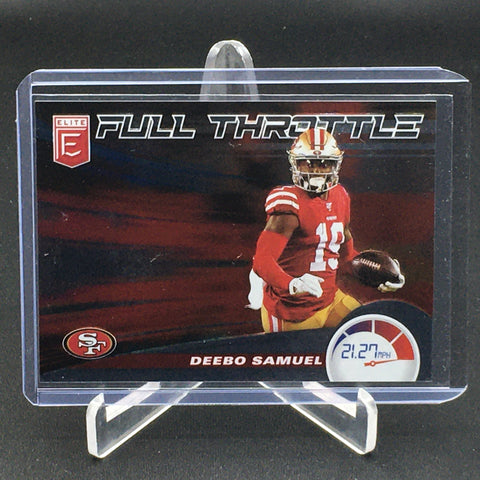 ELITE
E
FULL THROTTLE
19
SF
DEEBO SAMUEL
21.27 MPH